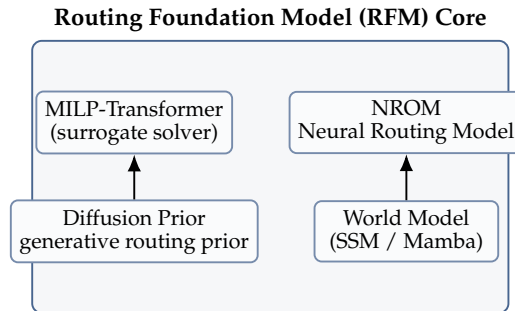 Routing Foundation Model (RFM) Core
MILP-Transformer
(surrogate solver)
NROM
Neural Routing Model
Diffusion Prior
generative routing prior
World Model
(SSM / Mamba)